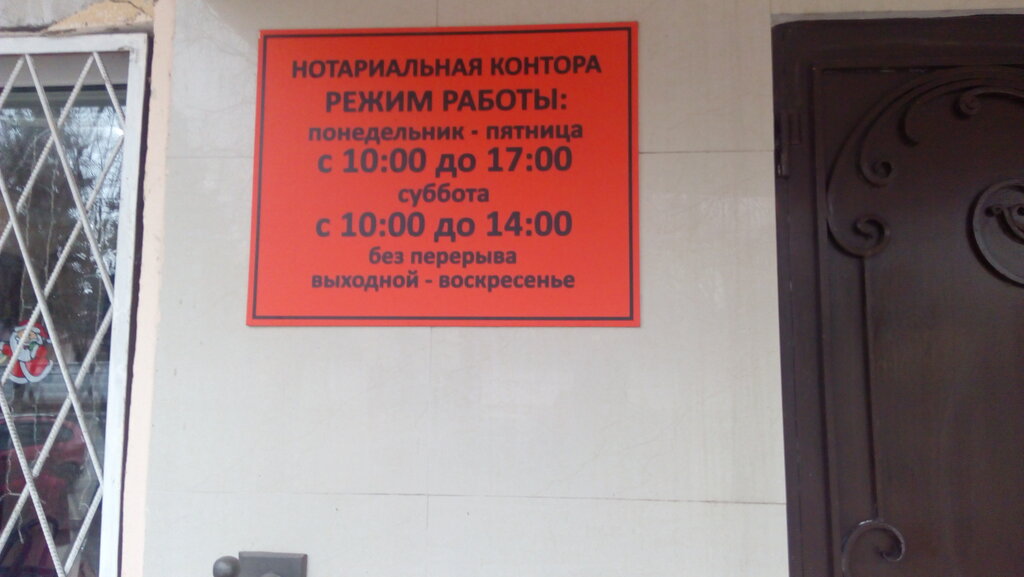 НОТАРИАЛЬНАЯ КОНТОРА
РЕЖИМ РАБОТЫ:
понедельник - пятница
с 10:00 до 17:00
суббота
с 10:00 до 14:00
без перерыва
выходной - воскресенье